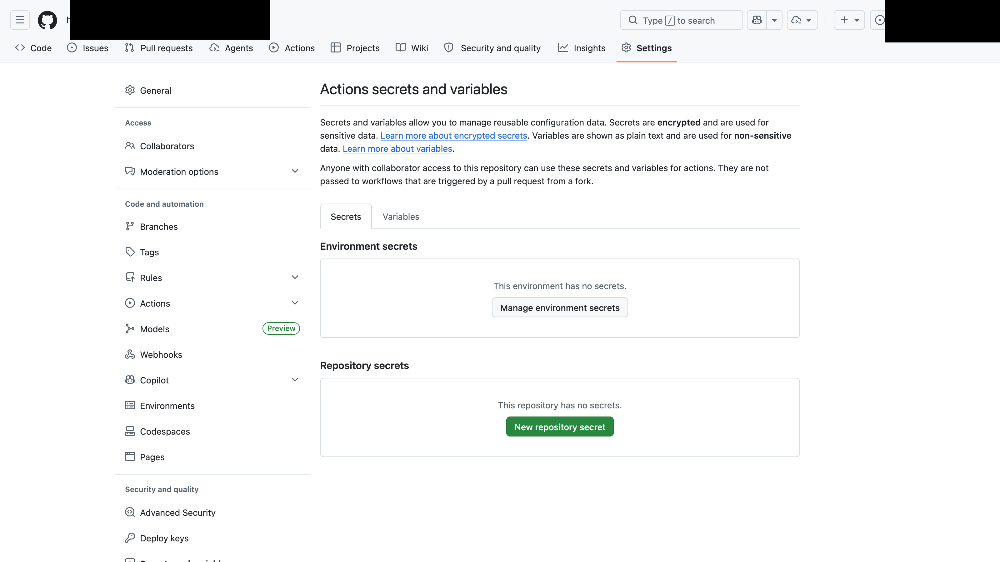 Type / to search
Code
Issues
Pull requests
Agents
Actions
Projects
Wiki
Security and quality
Insights
Settings
General
Access
Collaborators
Moderation options
Code and automation
Branches
Tags
Rules
Actions
Models
Preview
Webhooks
Copilot
Environments
Codespaces
Pages
Security and quality
Advanced Security
Deploy keys
Actions secrets and variables
Secrets and variables allow you to manage reusable configuration data. Secrets are encrypted and are used for
sensitive data. Learn more about encrypted secrets. Variables are shown as plain text and are used for non-sensitive
data. Learn more about variables.
Anyone with collaborator access to this repository can use these secrets and variables for actions. They are not
passed to workflows that are triggered by a pull request from a fork.
Secrets
Variables
Environment secrets
This environment has no secrets.
Manage environment secrets
Repository secrets
This repository has no secrets.
New repository secret